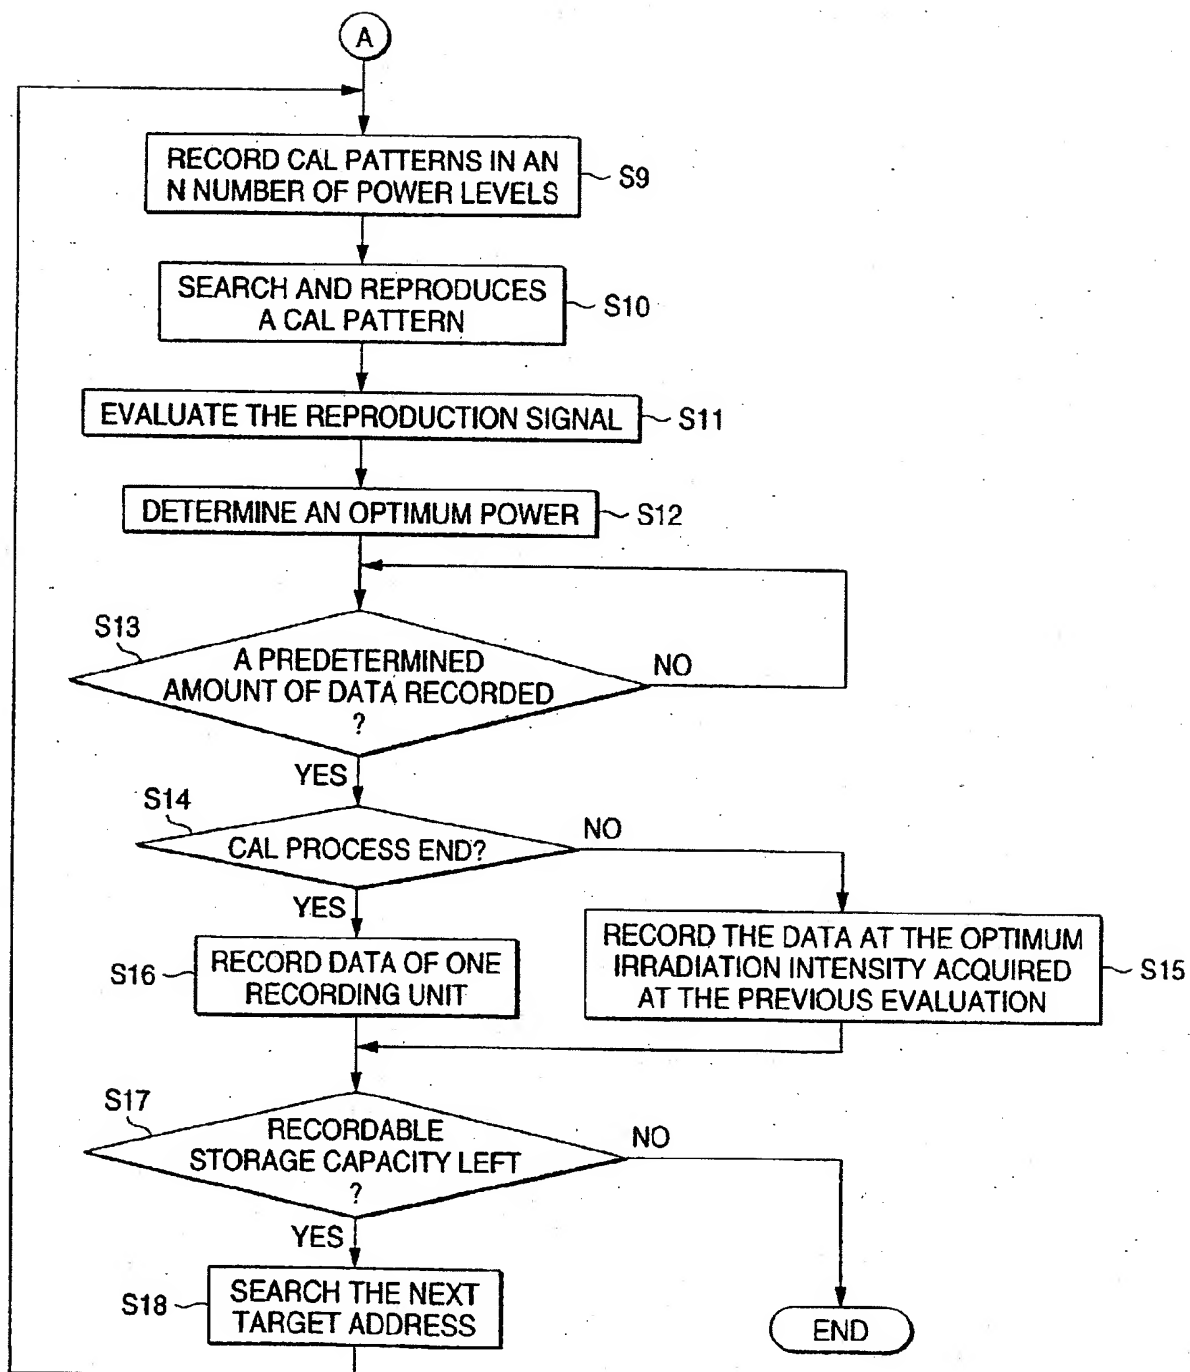 A
RECORD CAL PATTERNS IN AN
N NUMBER OF POWER LEVELS
S9
SEARCH AND REPRODUCES
A CAL PATTERN
S10
EVALUATE THE REPRODUCTION SIGNAL
S11
DETERMINE AN OPTIMUM POWER
S12
S13
A PREDETERMINED
AMOUNT OF DATA RECORDED
?
NO
YES
S14
CAL PROCESS END?
NO
YES
RECORD THE DATA AT THE OPTIMUM
IRRADIATION INTENSITY ACQUIRED
AT THE PREVIOUS EVALUATION
S15
S16
RECORD DATA OF ONE
RECORDING UNIT
S17
RECORDABLE
STORAGE CAPACITY LEFT
?
NO
YES
S18
SEARCH THE NEXT
TARGET ADDRESS
END